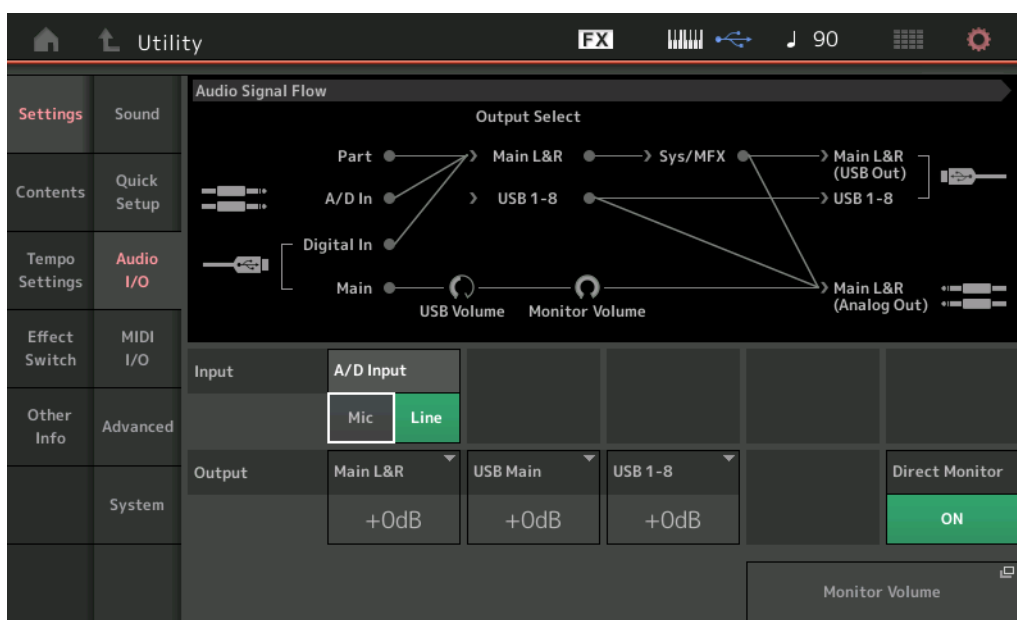 Utility
FX
90
Settings
Sound
Contents
Quick
Setup
Tempo
Settings
Audio
I/O
Effect
Switch
MIDI
I/O
Other
Info
Advanced
System
Audio Signal Flow
Output Select
Part
Main L&R
Sys/MFX
Main L&R
(USB Out)
A/D In
USB 1-8
USB 1-8
Digital In
Main
USB Volume
Monitor Volume
Main L&R
(Analog Out)
Input
A/D Input
Mic
Line
Output
Main L&R
USB Main
USB 1-8
Direct Monitor
+0dB
+0dB
+0dB
ON
Monitor Volume